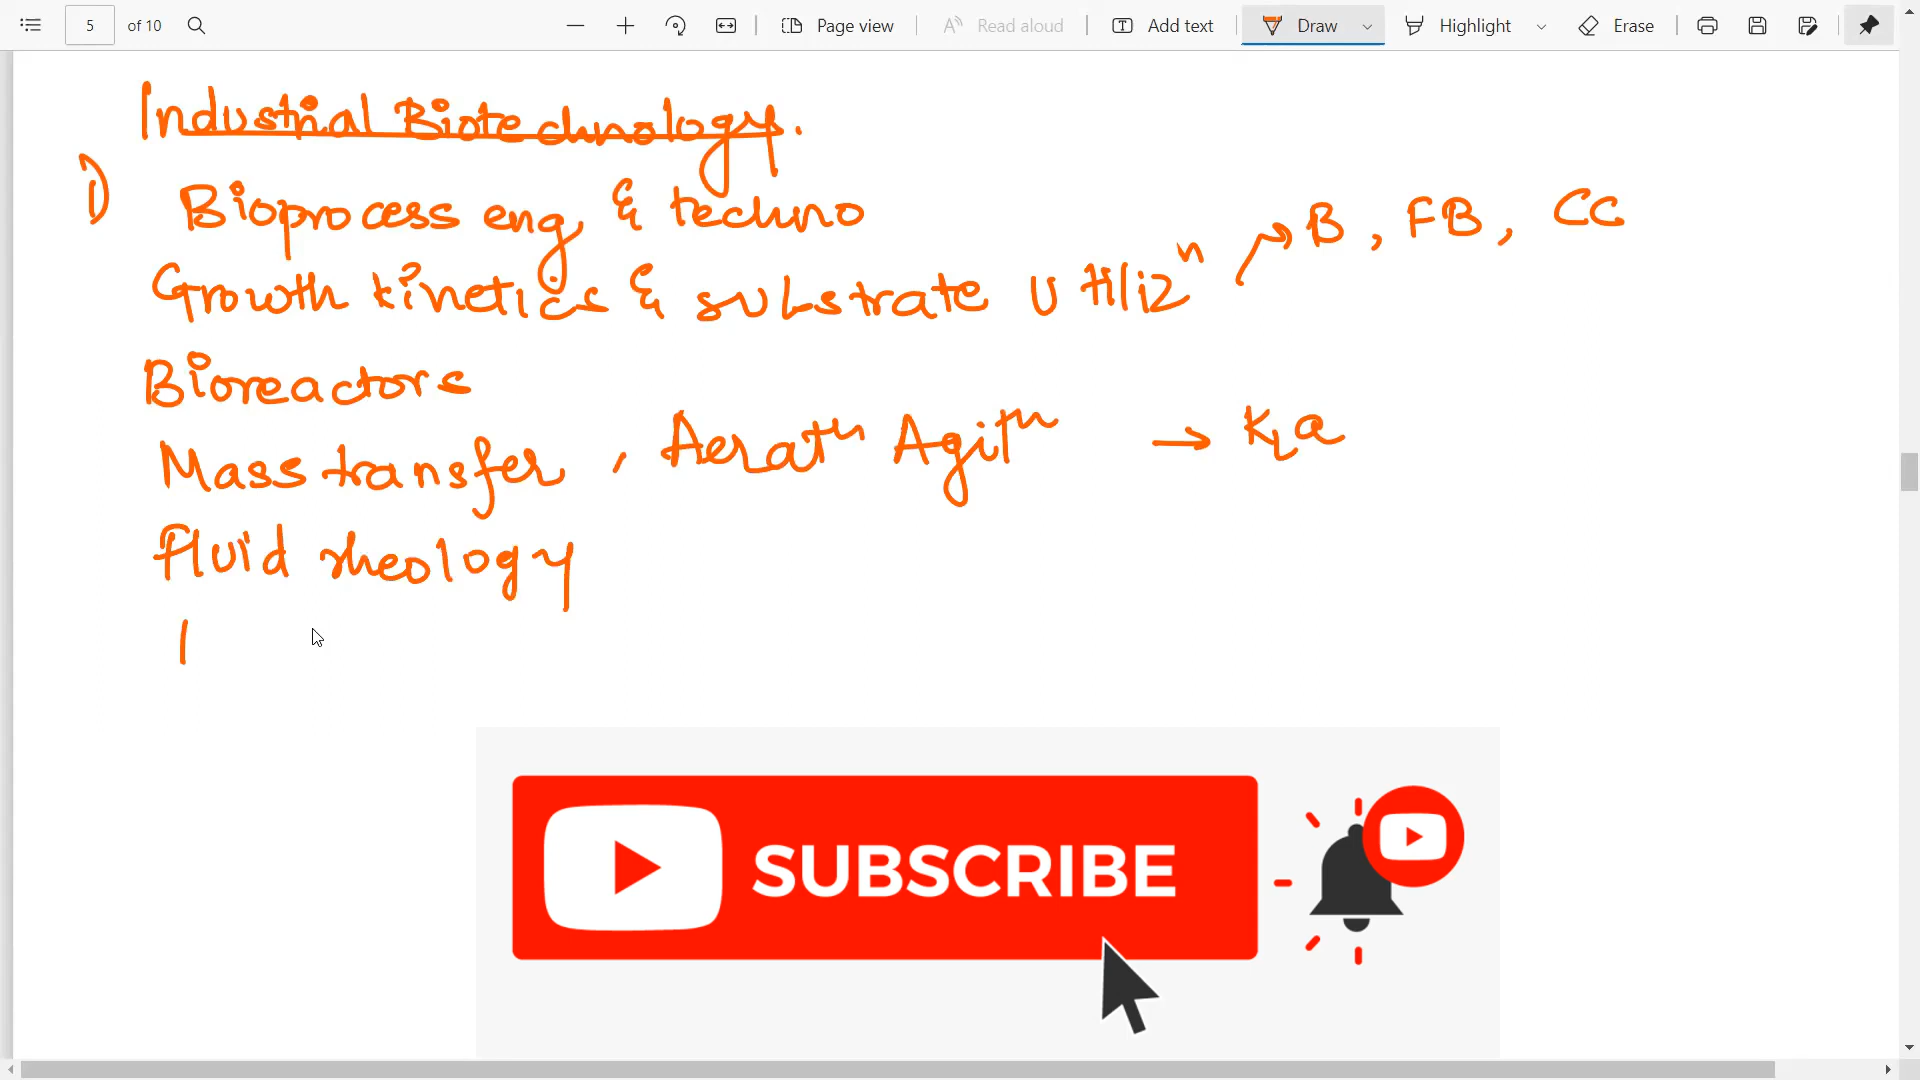 5 of 10 Page view Read aloud Add text Draw Highlight Erase
Industrial Biotechnology.
1) Bioprocess eng & techno
Growth kinetics & substrate Utilizⁿ → B, FB, CC
Bioreactors
Mass transfer, Aeratⁿ Agitⁿ → KLa
Fluid rheology
SUBSCRIBE